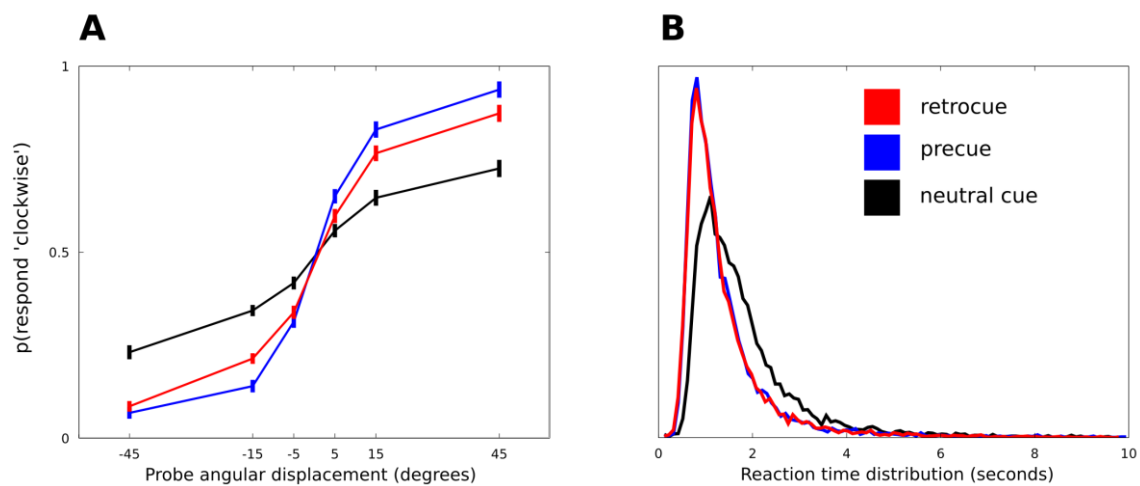 A
B
1
0.5
0
p(respond 'clockwise')
-45
-15
-5
5
15
45
Probe angular displacement (degrees)
retrocue
precue
neutral cue
0
2
4
6
8
10
Reaction time distribution (seconds)